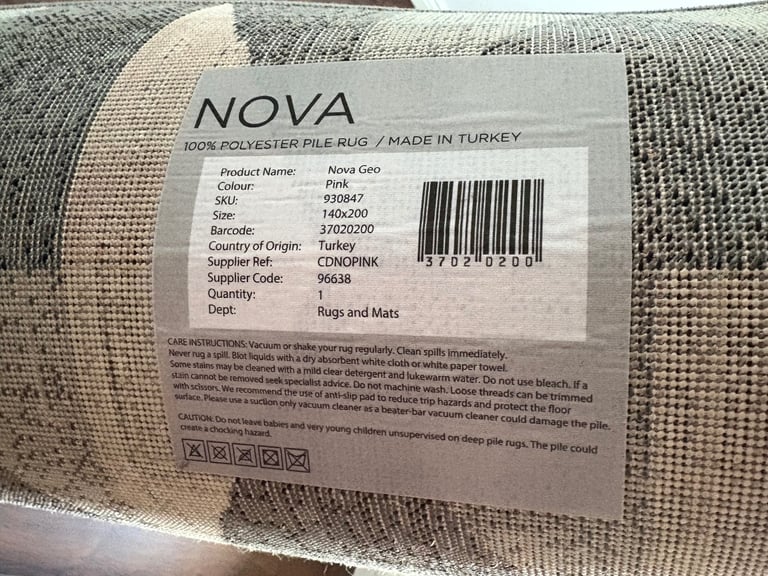 NOVA
100% POLYESTER PILE RUG / MADE IN TURKEY
Product Name: Nova Geo
Colour: Pink
SKU: 930847
Size: 140x200
Barcode: 37020200
Country of Origin: Turkey
Supplier Ref: CDNOPINK
Supplier Code: 96638
Quantity: 1
Dept: Rugs and Mats
3702 0200
CARE INSTRUCTIONS: Vacuum or shake your rug regularly. Clean spills immediately.
Never rug a spill. Blot liquids with a dry absorbent white cloth or white paper towel.
Some stains may be cleaned with a mild clear detergent and lukewarm water. Do not use bleach. If a
stain cannot be removed seek specialist advice. Do not machine wash. Loose threads can be trimmed
with scissors. We recommend the use of anti-slip pad to reduce trip hazards and protect the floor
surface. Please use a suction only vacuum cleaner as a beater-bar vacuum cleaner could damage the pile.
CAUTION: Do not leave babies and very young children unsupervised on deep pile rugs. The pile could
create a chocking hazard.